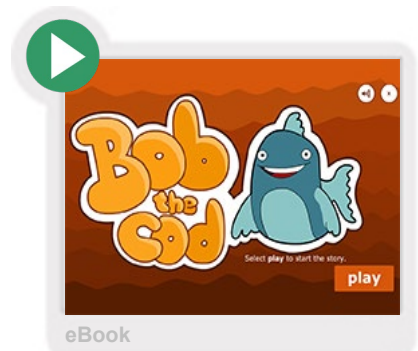 Bob
the
Cod
Select play to start the story.
play
eBook